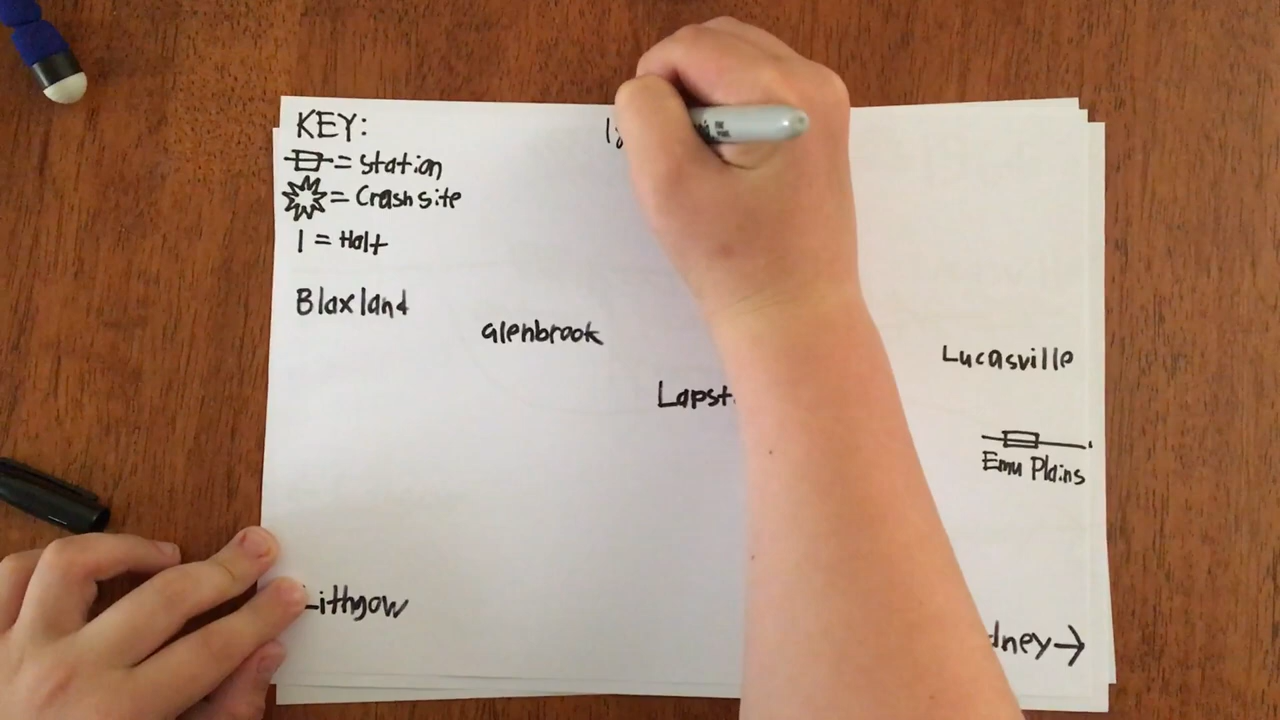 KEY:
= Station
= Crash site
= Halt
Blaxland
Glenbrook
Lucasville
Emu Plains